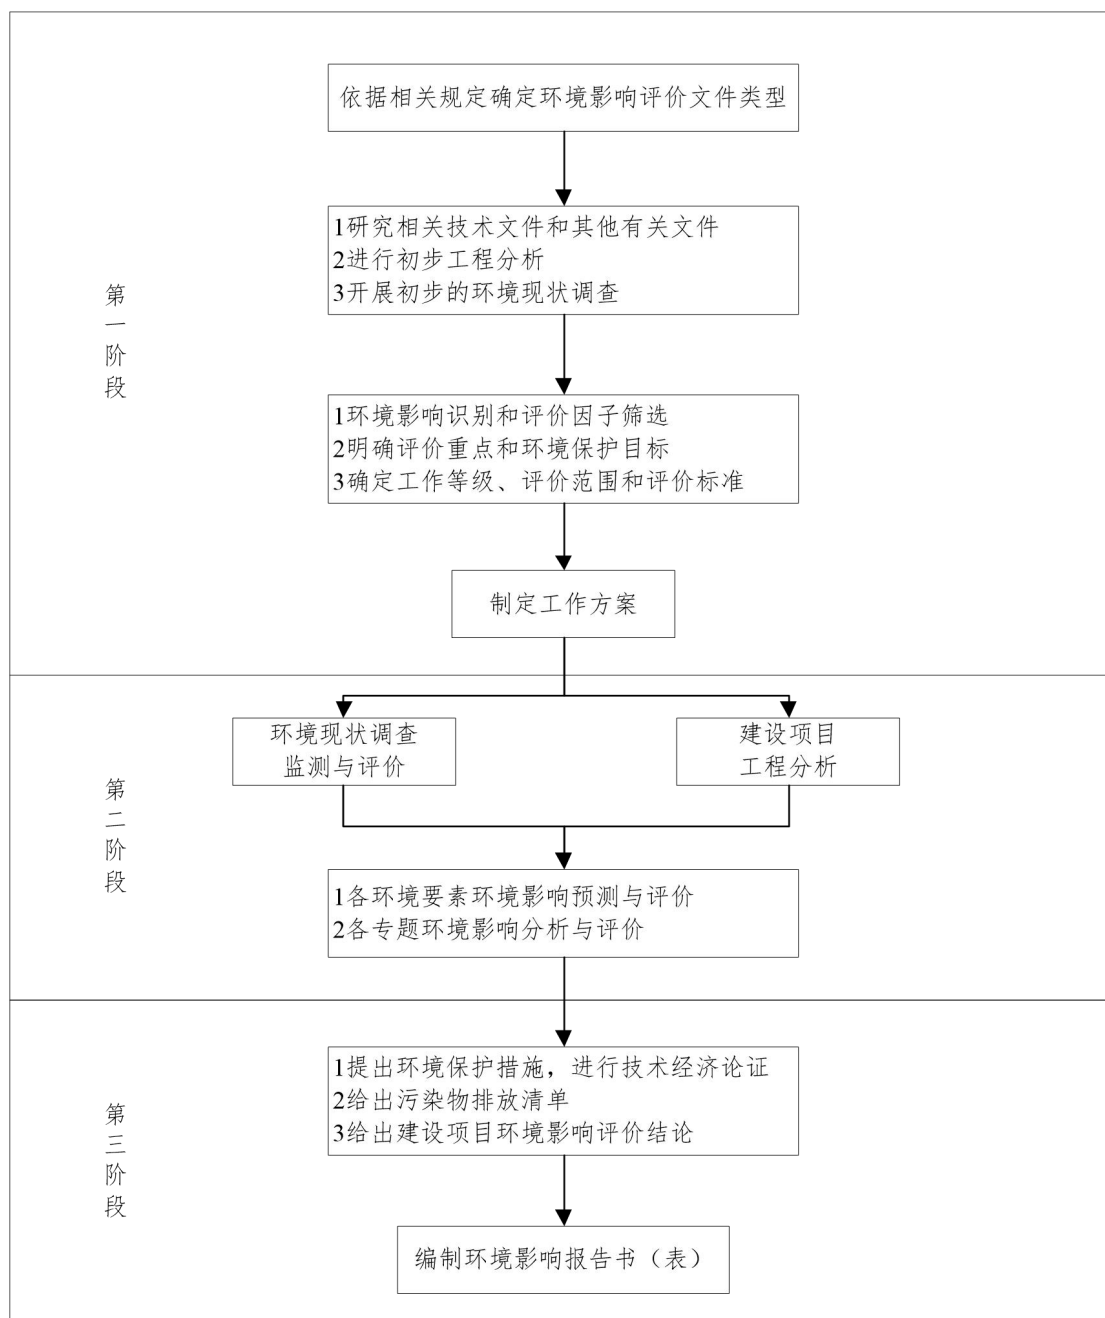 依据相关规定确定环境影响评价文件类型
1研究相关技术文件和其他有关文件
2进行初步工程分析
3开展初步的环境现状调查
第一阶段
1环境影响识别和评价因子筛选
2明确评价重点和环境保护目标
3确定工作等级、评价范围和评价标准
制定工作方案
环境现状调查
监测与评价
建设项目
工程分析
第二阶段
1各环境要素环境影响预测与评价
2各专题环境影响分析与评价
1提出环境保护措施，进行技术经济论证
2给出污染物排放清单
3给出建设项目环境影响评价结论
第三阶段
编制环境影响报告书（表）